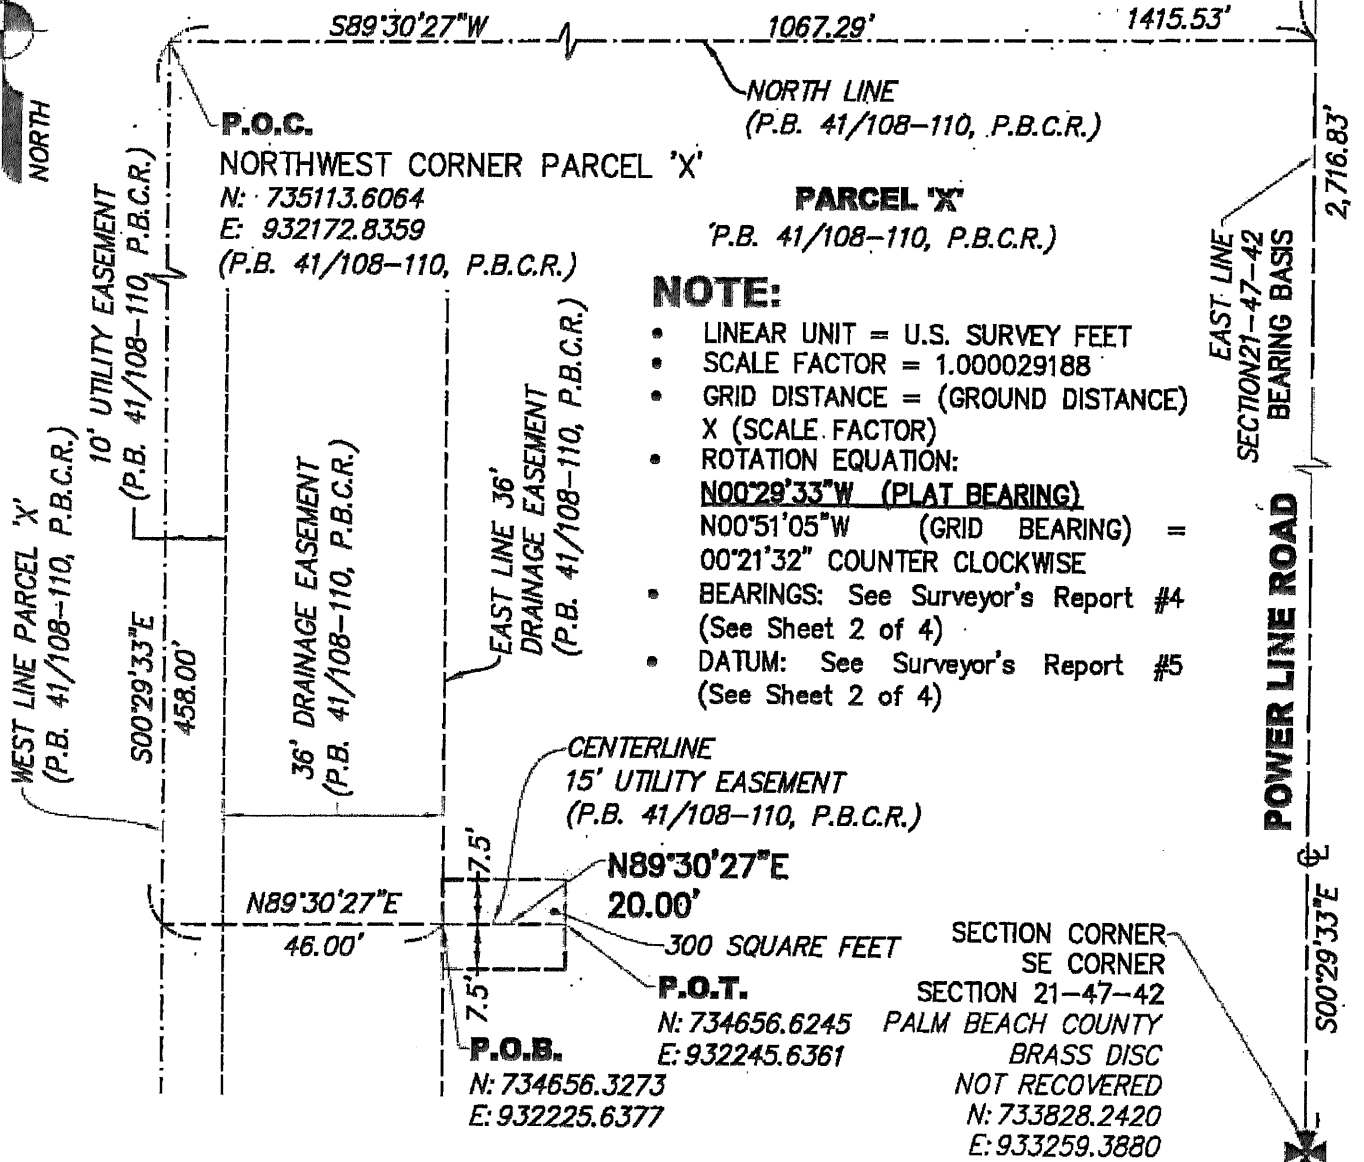 S89°30'27"W
1067.29'
1415.53'
NORTH
NORTH LINE
(P.B. 41/108-110, P.B.C.R.)
P.O.C.
NORTHWEST CORNER PARCEL 'X'
N: 735113.6064
E: 932172.8359
(P.B. 41/108-110, P.B.C.R.)
PARCEL 'X'
P.B. 41/108-110, P.B.C.R.)
2,716.83'
EAST LINE
SECTION21-47-42
BEARING BASIS
10' UTILITY EASEMENT
(P.B. 41/108-110, P.B.C.R.)
NOTE:
• LINEAR UNIT = U.S. SURVEY FEET
• SCALE FACTOR = 1.000029188
• GRID DISTANCE = (GROUND DISTANCE)
X (SCALE FACTOR)
• ROTATION EQUATION:
N00°29'33"W (PLAT BEARING)
N00°51'05"W (GRID BEARING) =
00°21'32" COUNTER CLOCKWISE
• BEARINGS: See Surveyor's Report #4
(See Sheet 2 of 4)
• DATUM: See Surveyor's Report #5
(See Sheet 2 of 4)
WEST LINE PARCEL 'X'
(P.B. 41/108-110, P.B.C.R.)
S00°29'33"E
458.00'
36' DRAINAGE EASEMENT
(P.B. 41/108-110, P.B.C.R.)
EAST LINE 36'
DRAINAGE EASEMENT
(P.B. 41/108-110, P.B.C.R.)
POWER LINE ROAD
CENTERLINE
15' UTILITY EASEMENT
(P.B. 41/108-110, P.B.C.R.)
7.5'
N89°30'27"E
20.00'
N89°30'27"E
46.00'
300 SQUARE FEET
7.5'
P.O.T.
N: 734656.6245
E: 932245.6361
P.O.B.
N: 734656.3273
E: 932225.6377
SECTION CORNER
SE CORNER
SECTION 21-47-42
PALM BEACH COUNTY
BRASS DISC
NOT RECOVERED
N: 733828.2420
E: 933259.3880
S00°29'33"E